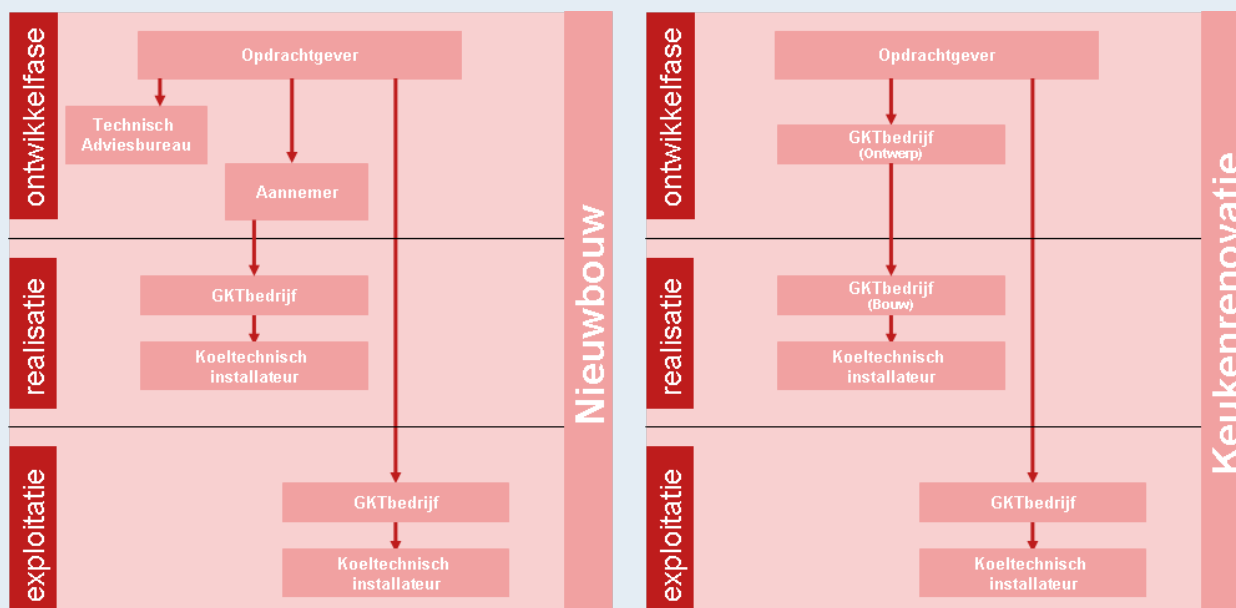 ontwikkelfase
Opdrachtgever
Technisch
Adviesbureau
Aannemer
realisatie
GKTbedrijf
Koeltechnisch
installateur
exploitatie
GKTbedrijf
Koeltechnisch
installateur
Nieuwbouw
ontwikkelfase
Opdrachtgever
GKTbedrijf
(Ontwerp)
realisatie
GKTbedrijf
(Bouw)
Koeltechnisch
installateur
exploitatie
GKTbedrijf
Koeltechnisch
installateur
Keukenrenovatie